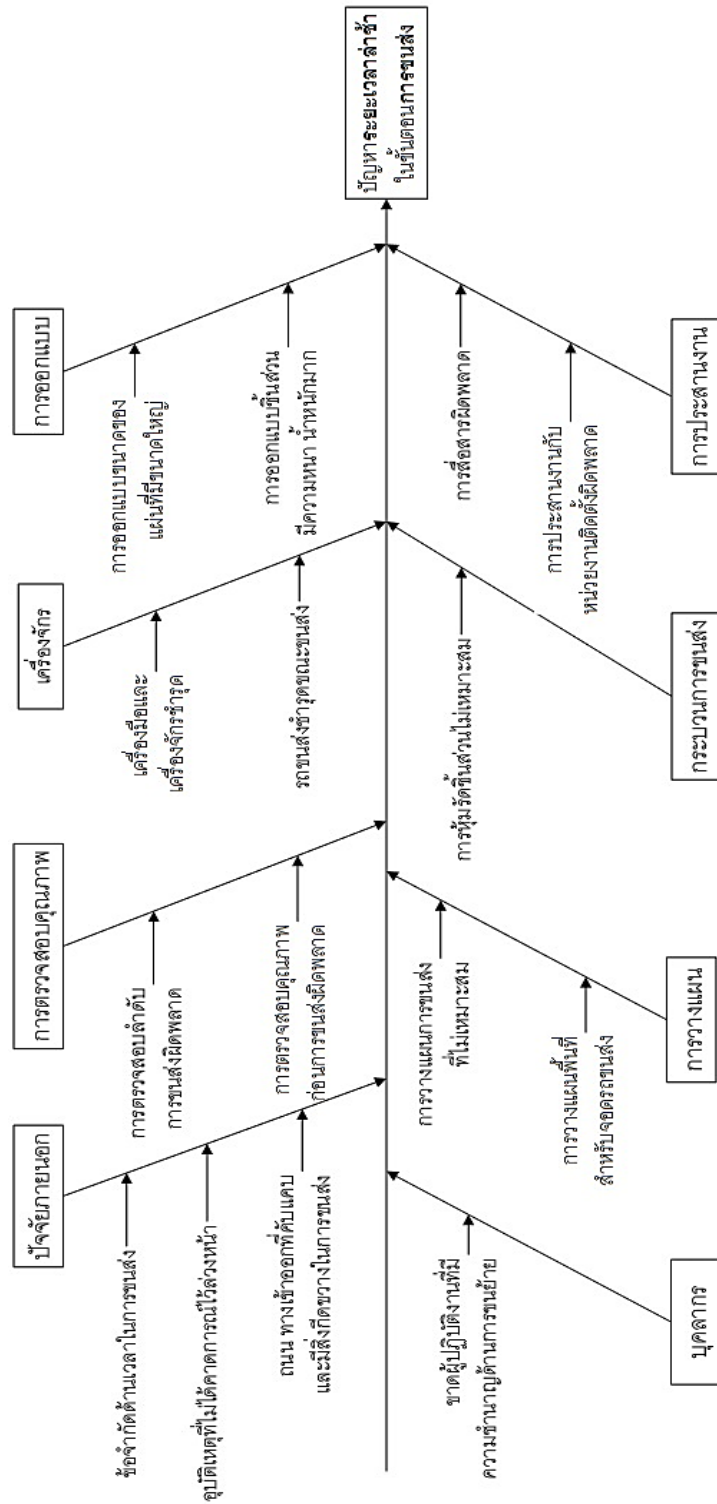 ปัจจัยภายนอก
ข้อจำกัดด้านเวลาในการขนส่ง
อุบัติเหตุที่ไม่ได้คาดการณ์ไว้ล่วงหน้า
ถนน ทางเข้าออกที่คับแคบ
และมีสิ่งกีดขวางในการขนส่ง
การตรวจสอบคุณภาพ
การตรวจสอบลำดับ
การขนส่งผิดพลาด
การตรวจสอบคุณภาพ
ก่อนการขนส่งผิดพลาด
เครื่องจักร
เครื่องมือและ
เครื่องจักรชำรุด
รถขนส่งชำรุดขณะขนส่ง
การออกแบบ
การออกแบบขนาดของ
แผ่นที่มีขนาดใหญ่
การออกแบบชิ้นส่วน
มีความหนา น้ำหนักมาก
ปัญหาระยะเวลาล่าช้า
ในขั้นตอนการขนส่ง
ขาดผู้ปฏิบัติงานที่มี
ความชำนาญด้านการขนย้าย
บุคลากร
การวางแผนการขนส่ง
ที่ไม่เหมาะสม
การวางแผนพื้นที่
สำหรับจอดรถขนส่ง
การวางแผน
การหุ้มรัดชิ้นส่วนไม่เหมาะสม
กระบวนการขนส่ง
การสื่อสารผิดพลาด
การประสานงานกับ
หน่วยงานติดตั้งผิดพลาด
การประสานงาน